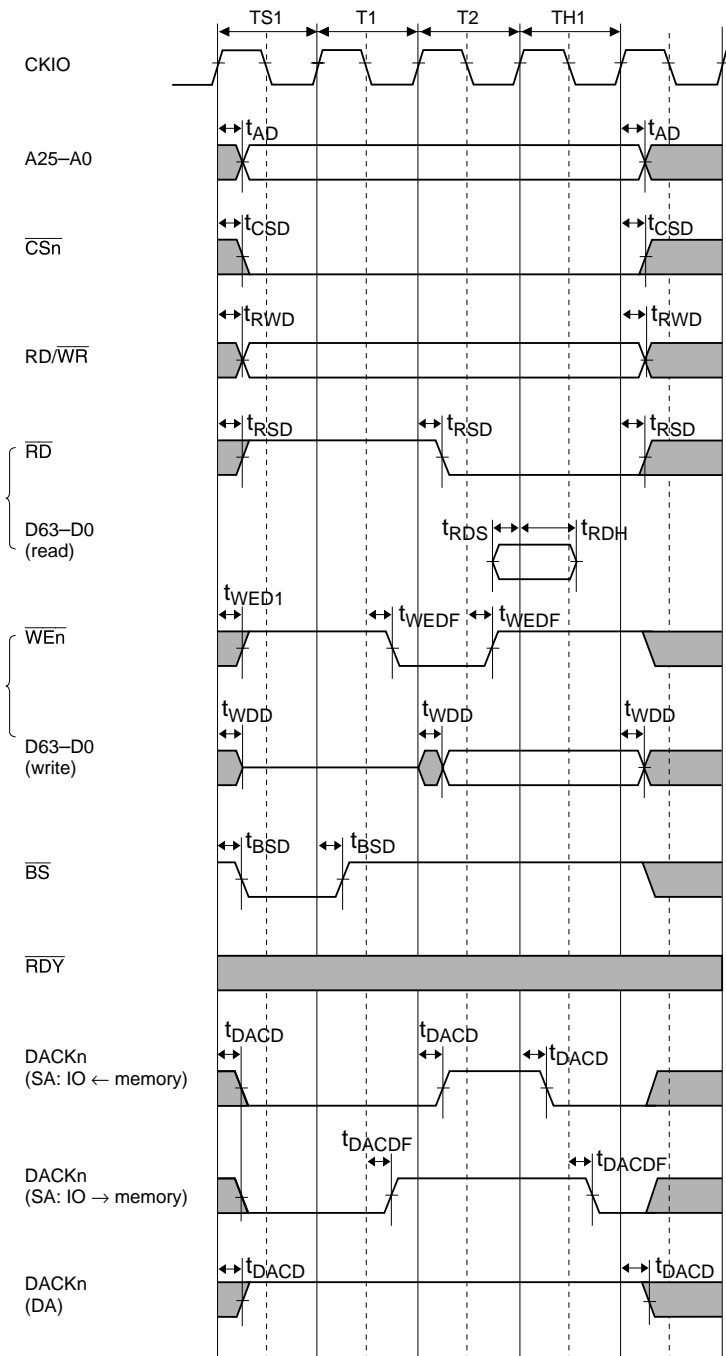 TS1 T1 T2 TH1
CKIO
tAD tAD
A25–A0
tCSD tCSD
CSn
tRWD tRWD
RD/WR
tRSD tRSD tRSD
RD
D63–D0
(read)
tRDS tRDH
tWED1 tWEDF tWEDF
WEn
tWDD tWDD tWDD
D63–D0
(write)
tBSD tBSD
BS
RDY
tDACD tDACD tDACD
DACKn
(SA: IO ← memory)
tDACDF tDACDF
DACKn
(SA: IO → memory)
tDACD tDACD
DACKn
(DA)